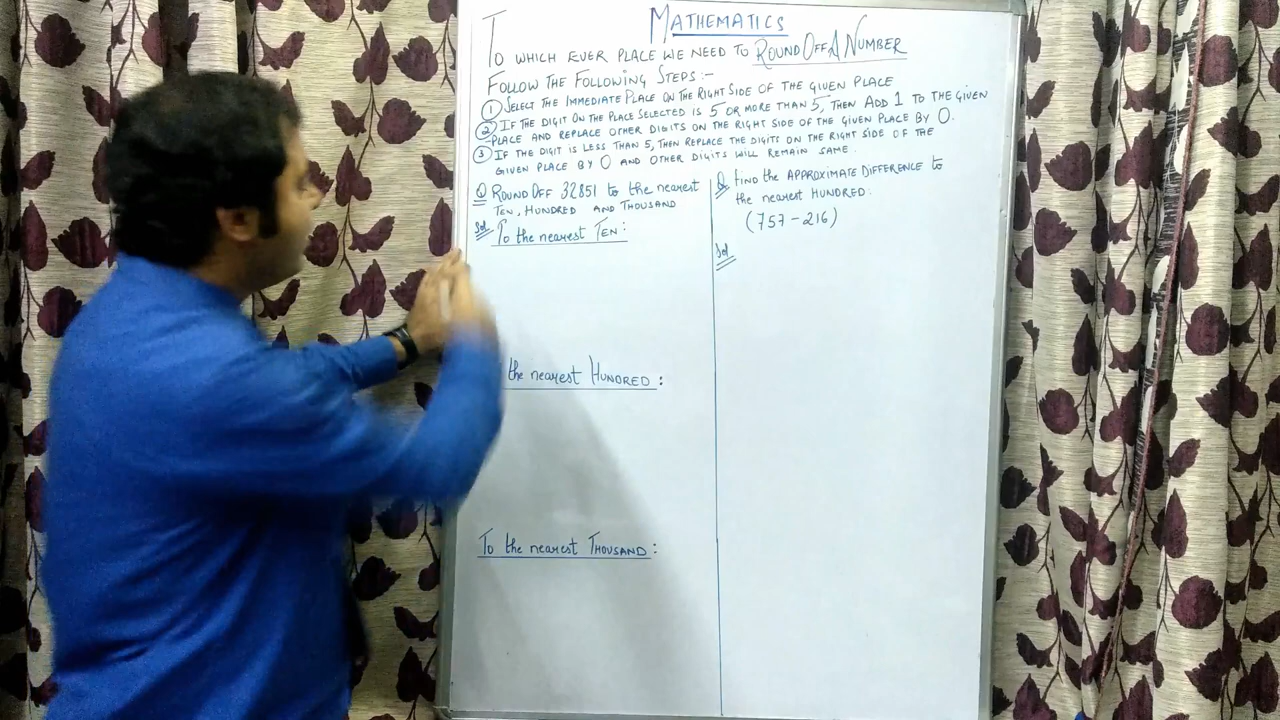 MATHEMATICS
TO WHICH EVER PLACE WE NEED TO ROUND OFF A NUMBER
FOLLOW THE FOLLOWING STEPS :-
① SELECT THE IMMEDIATE PLACE ON THE RIGHT SIDE OF THE GIVEN PLACE
② IF THE DIGIT ON THE PLACE SELECTED IS 5 OR MORE THAN 5, THEN ADD 1 TO THE GIVEN
PLACE AND REPLACE OTHER DIGITS ON THE RIGHT SIDE OF THE GIVEN PLACE BY 0.
③ IF THE DIGIT IS LESS THAN 5, THEN REPLACE THE DIGITS ON THE RIGHT SIDE OF THE
GIVEN PLACE BY 0 AND OTHER DIGITS WILL REMAIN SAME.
Q ROUND OFF 32851 to the nearest
TEN, HUNDRED AND THOUSAND
Sol To the nearest TEN:
the nearest HUNDRED:
To the nearest THOUSAND:
Q FIND the APPROXIMATE DIFFERENCE to
the nearest HUNDRED:
(757-216)
Sol